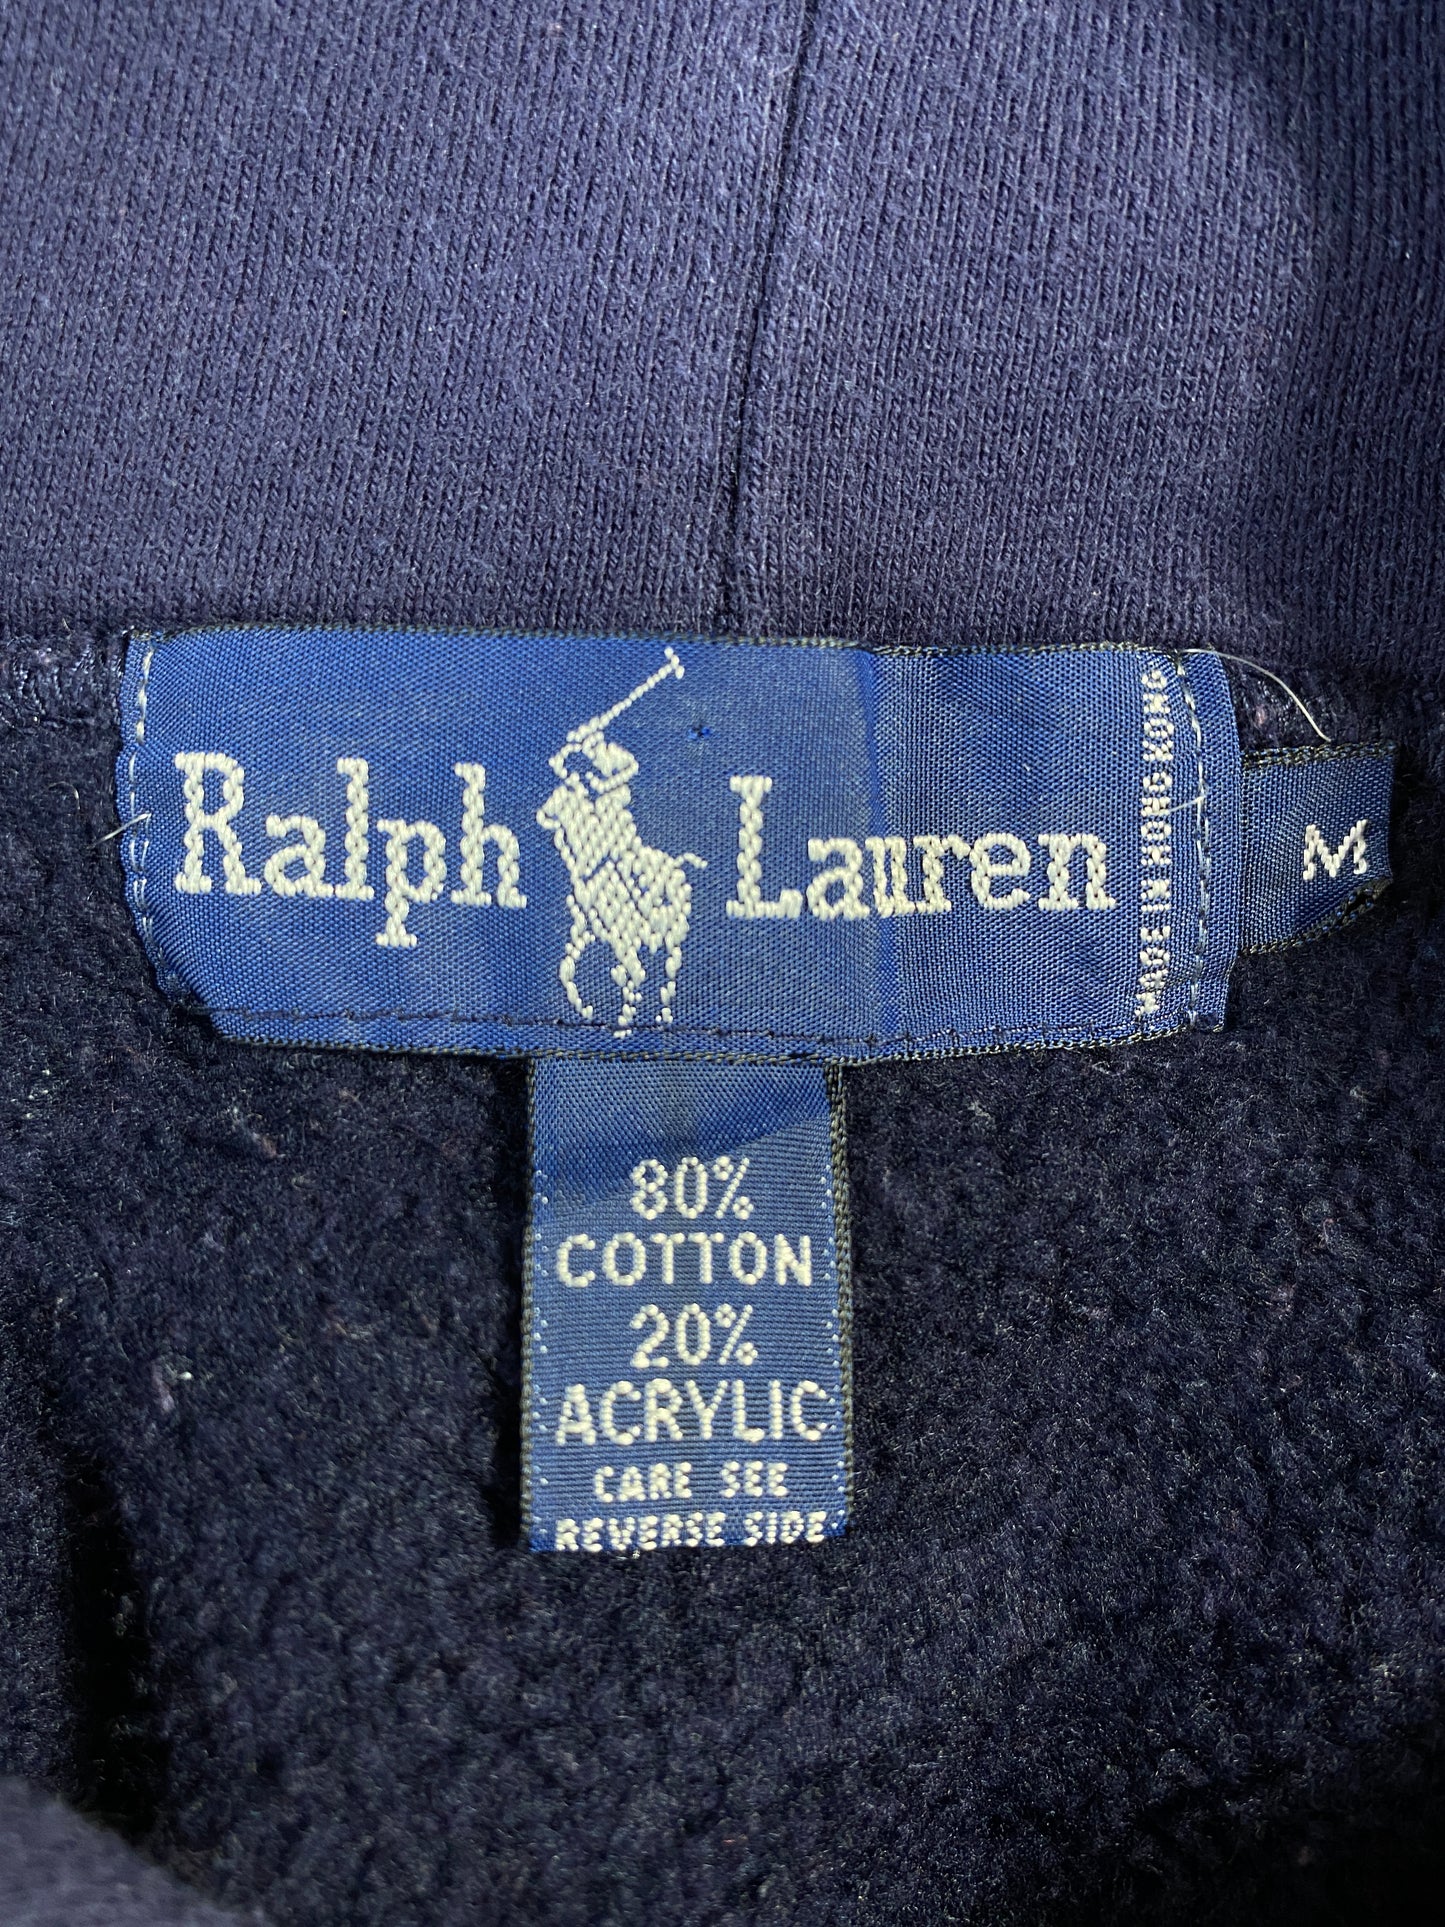 Ralph Lauren
MADE IN HONG KONG
M
80%
COTTON
20%
ACRYLIC
CARE SEE
REVERSE SIDE